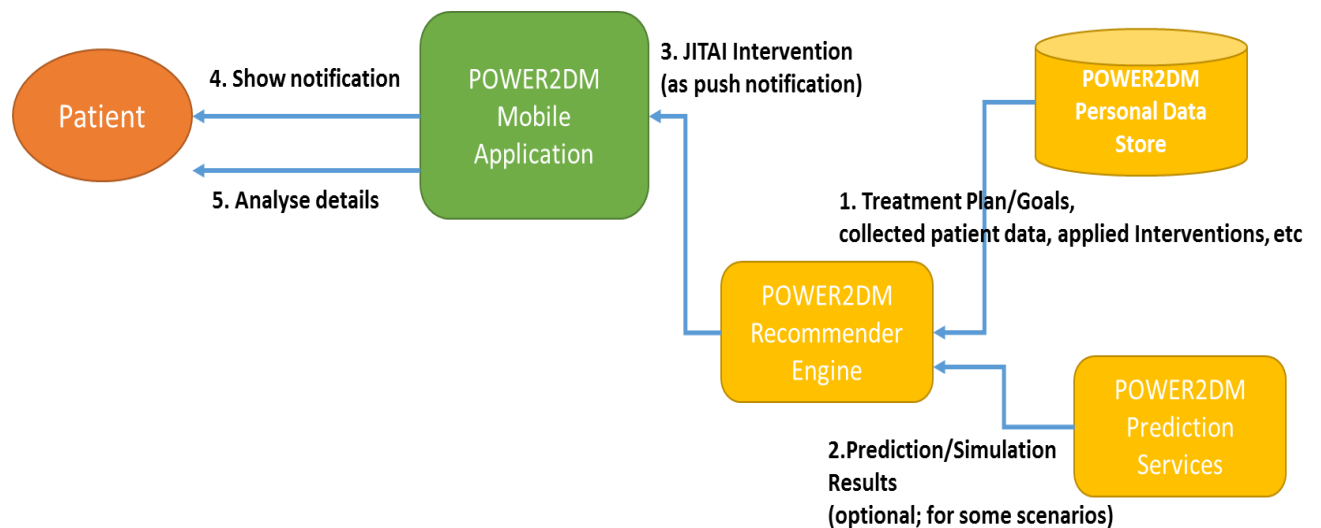 Patient
4. Show notification
5. Analyse details
POWER2DM
Mobile
Application
3. JITAI Intervention
(as push notification)
POWER2DM
Personal Data
Store
1. Treatment Plan/Goals,
collected patient data, applied Interventions, etc
POWER2DM
Recommender
Engine
POWER2DM
Prediction
Services
2.Prediction/Simulation
Results
(optional; for some scenarios)